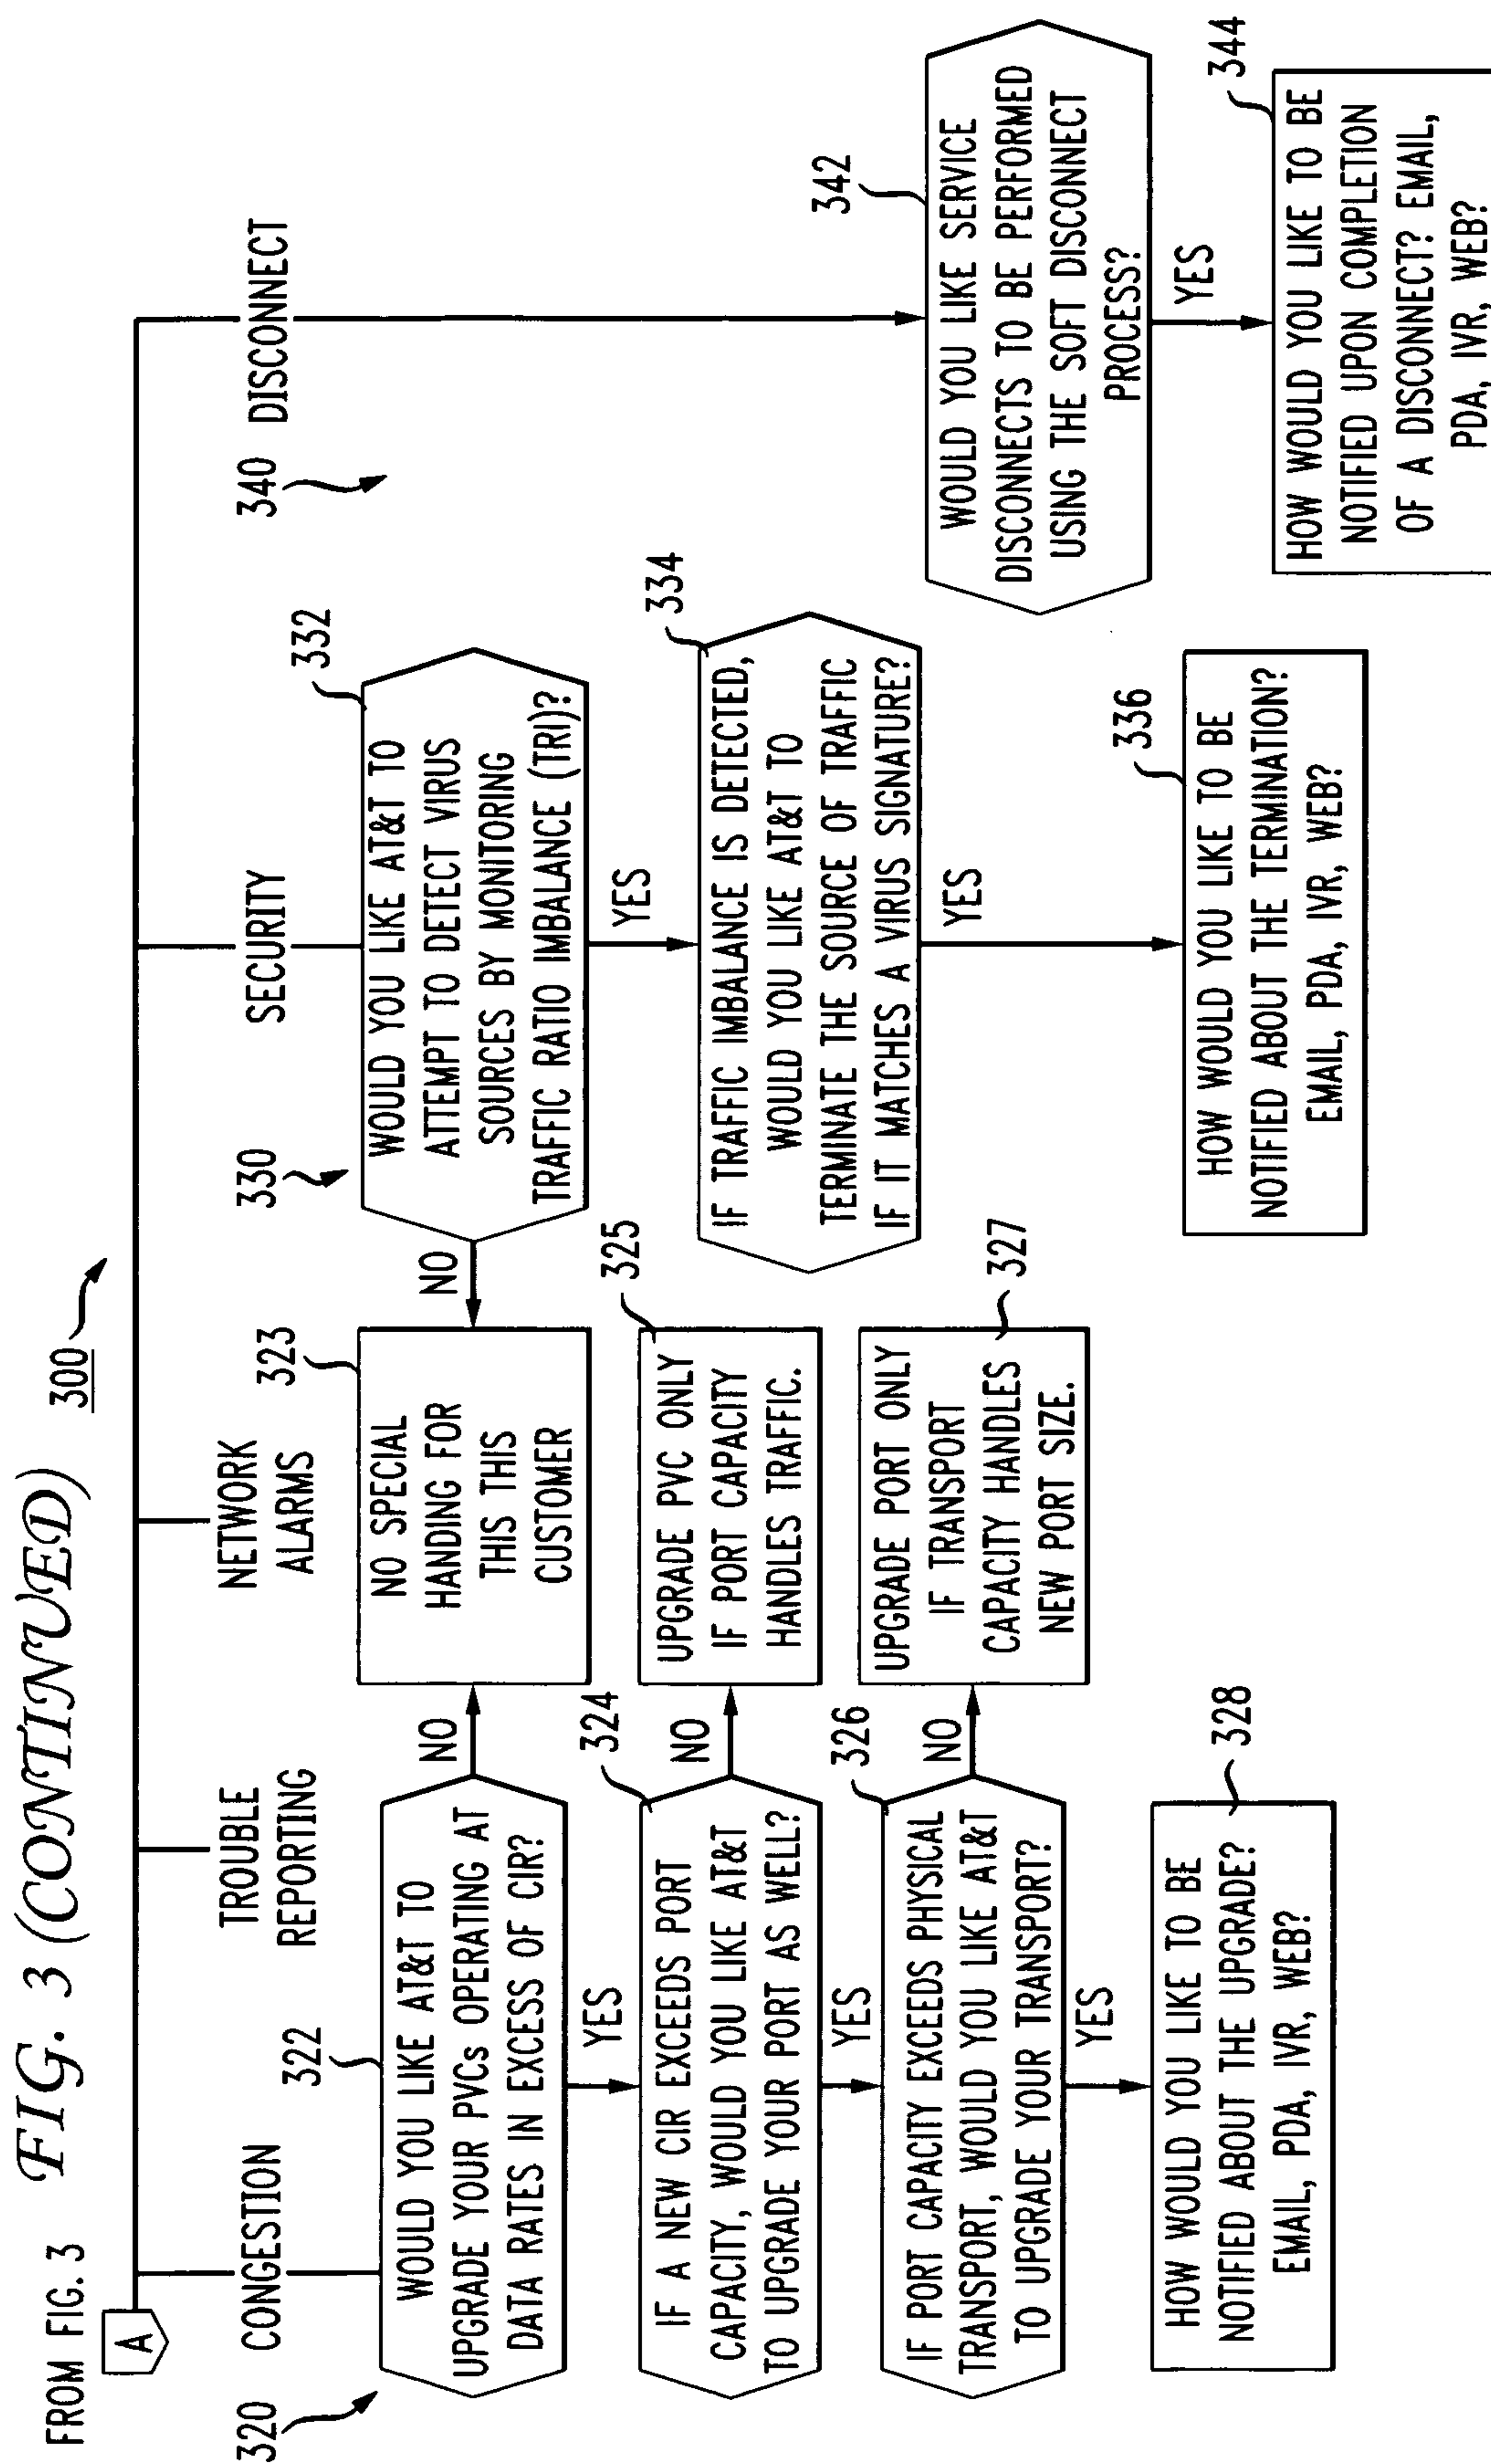 FROM FIG. 3
FIG. 3 (CONTINUED)
300
A
CONGESTION
TROUBLE
REPORTING
NETWORK
ALARMS
SECURITY
340
DISCONNECT
320
322
WOULD YOU LIKE AT&T TO
UPGRADE YOUR PVCs OPERATING AT
DATA RATES IN EXCESS OF CIR?
NO
323
NO SPECIAL
HANDING FOR
THIS THIS
CUSTOMER
NO
330
332
WOULD YOU LIKE AT&T TO
ATTEMPT TO DETECT VIRUS
SOURCES BY MONITORING
TRAFFIC RATIO IMBALANCE (TRI)?
YES
YES
324
IF A NEW CIR EXCEEDS PORT
CAPACITY, WOULD YOU LIKE AT&T
TO UPGRADE YOUR PORT AS WELL?
NO
325
UPGRADE PVC ONLY
IF PORT CAPACITY
HANDLES TRAFFIC.
334
IF TRAFFIC IMBALANCE IS DETECTED,
WOULD YOU LIKE AT&T TO
TERMINATE THE SOURCE OF TRAFFIC
IF IT MATCHES A VIRUS SIGNATURE?
YES
YES
326
IF PORT CAPACITY EXCEEDS PHYSICAL
TRANSPORT, WOULD YOU LIKE AT&T
TO UPGRADE YOUR TRANSPORT?
NO
327
UPGRADE PORT ONLY
IF TRANSPORT
CAPACITY HANDLES
NEW PORT SIZE.
342
WOULD YOU LIKE SERVICE
DISCONNECTS TO BE PERFORMED
USING THE SOFT DISCONNECT
PROCESS?
YES
YES
328
HOW WOULD YOU LIKE TO BE
NOTIFIED ABOUT THE UPGRADE?
EMAIL, PDA, IVR, WEB?
336
HOW WOULD YOU LIKE TO BE
NOTIFIED ABOUT THE TERMINATION?
EMAIL, PDA, IVR, WEB?
344
HOW WOULD YOU LIKE TO BE
NOTIFIED UPON COMPLETION
OF A DISCONNECT? EMAIL,
PDA, IVR, WEB?